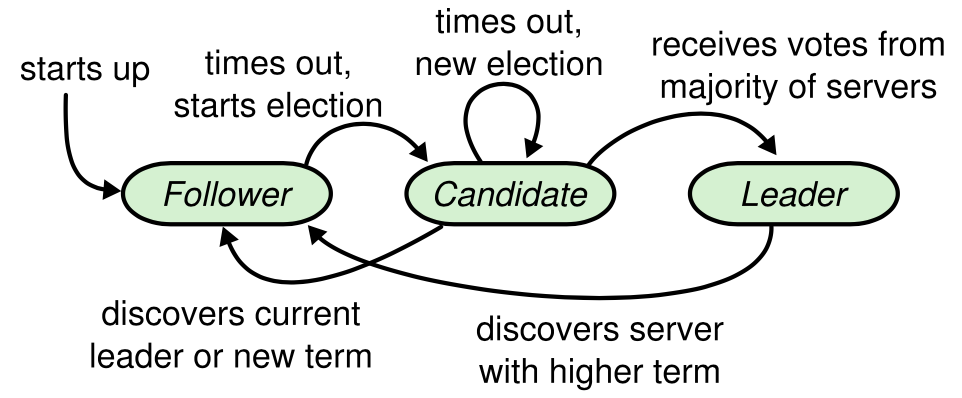 starts up
times out,
starts election
times out,
new election
receives votes from
majority of servers
Follower
Candidate
Leader
discovers current
leader or new term
discovers server
with higher term